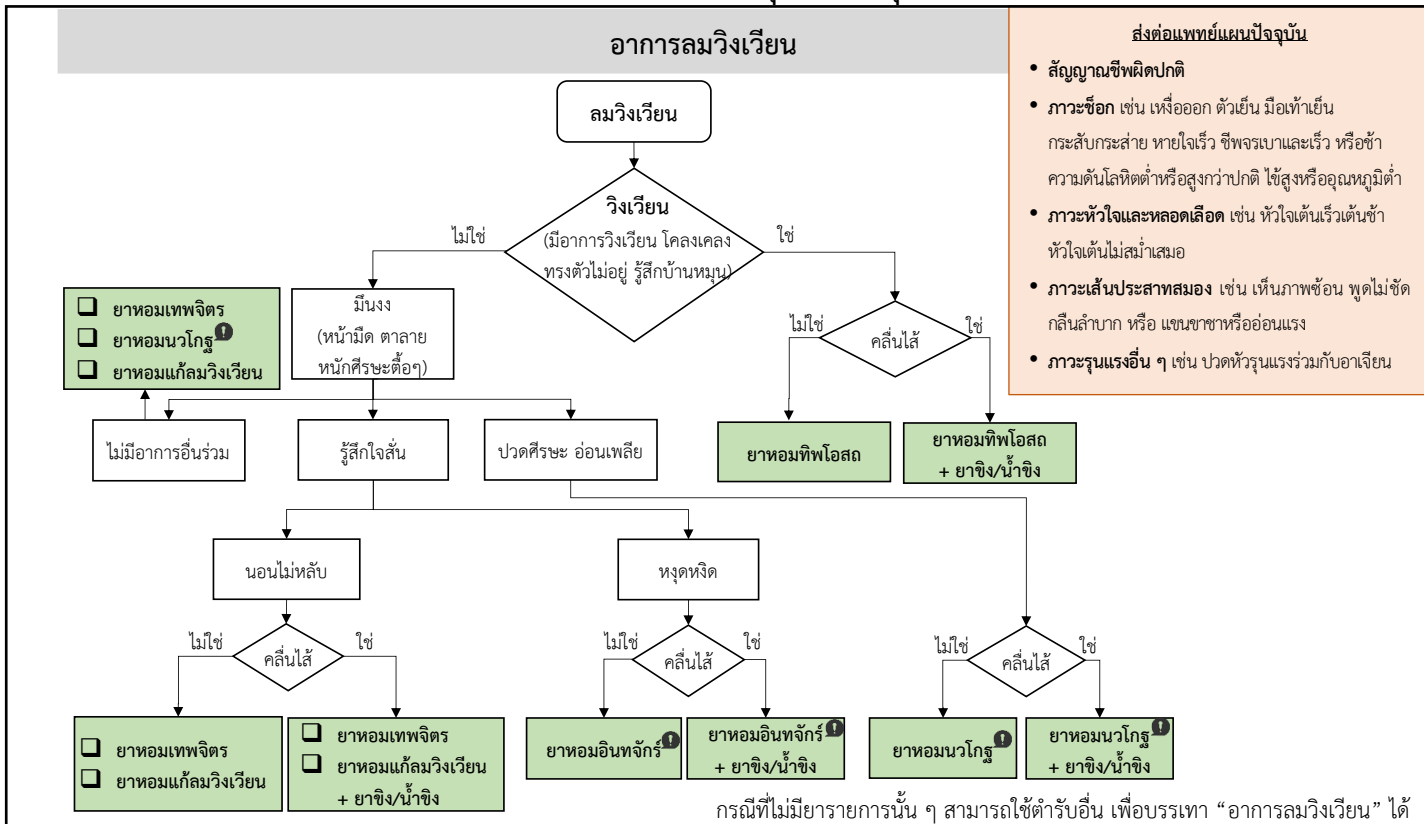 อาการลมวิงเวียน
ส่งต่อแพทย์แผนปัจจุบัน
• สัญญาณชีพผิดปกติ
• ภาวะช็อก เช่น เหงื่อออก ตัวเย็น มือเท้าเย็น
กระสับกระส่าย หายใจเร็ว ชีพจรเบาและเร็ว หรือช้า
ความดันโลหิตต่ำหรือสูงกว่าปกติ ไข้สูงหรืออุณหภูมิต่ำ
• ภาวะหัวใจและหลอดเลือด เช่น หัวใจเต้นเร็วเต้นช้า
หัวใจเต้นไม่สม่ำเสมอ
• ภาวะเส้นประสาทสมอง เช่น เห็นภาพซ้อน พูดไม่ชัด
กลืนลำบาก หรือ แขนขาชาหรืออ่อนแรง
• ภาวะรุนแรงอื่น ๆ เช่น ปวดหัวรุนแรงร่วมกับอาเจียน
ลมวิงเวียน
วิงเวียน
(มีอาการวิงเวียน โคลงเคลง
ทรงตัวไม่อยู่ รู้สึกบ้านหมุน)
ไม่ใช่
ใช่
มึนงง
(หน้ามืด ตาลาย
หนักศีรษะตื้อๆ)
❑ ยาหอมเทพจิตร
❑ ยาหอมนวโกฐ
❑ ยาหอมแก้ลมวิงเวียน
ไม่ใช่
คลื่นไส้
ใช่
ไม่มีอาการอื่นร่วม
รู้สึกใจสั่น
ปวดศีรษะ อ่อนเพลีย
ยาหอมทิพโอสถ
ยาหอมทิพโอสถ
+ ยาขิง/น้ำขิง
นอนไม่หลับ
หงุดหงิด
ไม่ใช่
คลื่นไส้
ใช่
ไม่ใช่
คลื่นไส้
ใช่
ไม่ใช่
คลื่นไส้
ใช่
❑ ยาหอมเทพจิตร
❑ ยาหอมแก้ลมวิงเวียน
❑ ยาหอมเทพจิตร
❑ ยาหอมแก้ลมวิงเวียน
+ ยาขิง/น้ำขิง
ยาหอมอินทจักร์
ยาหอมอินทจักร์
+ ยาขิง/น้ำขิง
ยาหอมนวโกฐ
ยาหอมนวโกฐ
+ ยาขิง/น้ำขิง
กรณีที่ไม่มียารายการนั้น ๆ สามารถใช้ตำรับอื่น เพื่อบรรเทา “อาการลมวิงเวียน” ได้